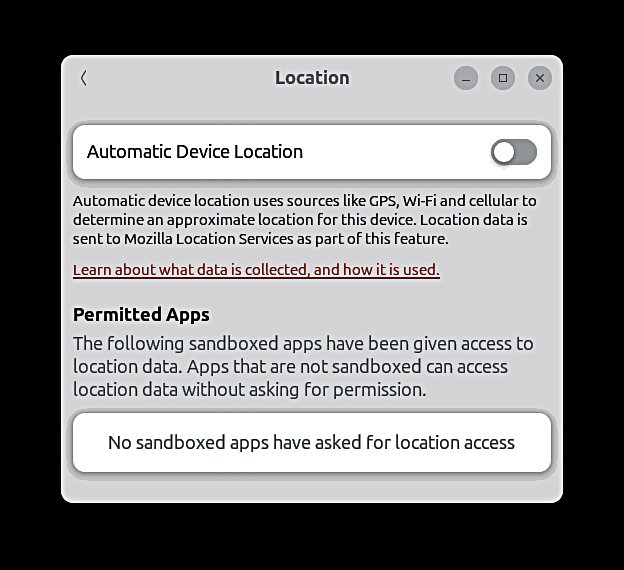 Location
Automatic Device Location
Automatic device location uses sources like GPS, Wi-Fi and cellular to
determine an approximate location for this device. Location data is
sent to Mozilla Location Services as part of this feature.
Learn about what data is collected, and how it is used.
Permitted Apps
The following sandboxed apps have been given access to
location data. Apps that are not sandboxed can access
location data without asking for permission.
No sandboxed apps have asked for location access